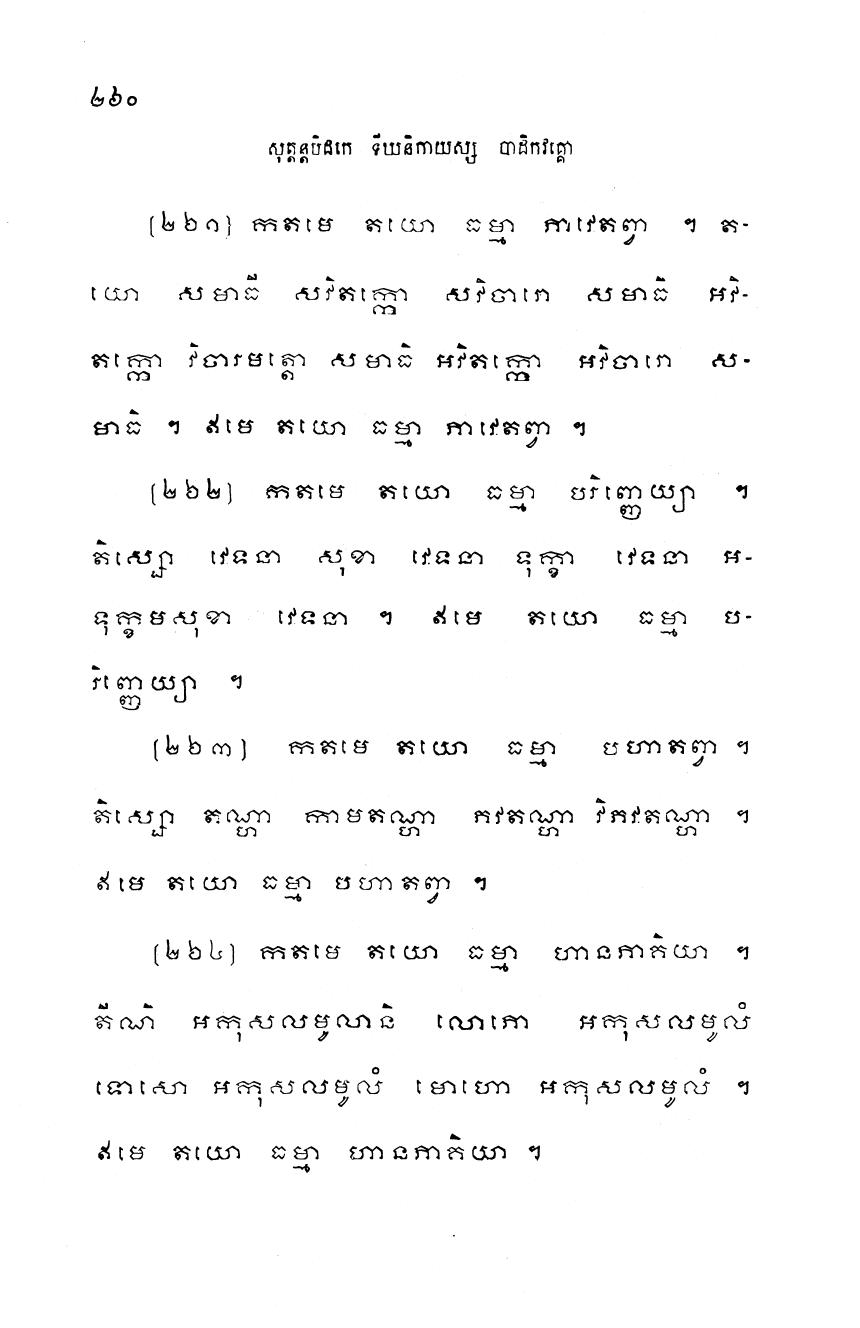 ២៦០
សុត្តន្តបិដកេ ទីឃនិកាយស្ស បាដិកវគ្គោ
(២៦១) កតមេ តយោ ធម្មា ភាវេតព្វា ។ ត-
យោ សមាធី សវិតក្កោ សវិចារោ សមាធិ អវិ-
តក្កោ វិចារមត្តោ សមាធិ អវិតក្កោ អវិចារោ ស-
មាធិ ។ ឥមេ តយោ ធម្មា ភាវេតព្វា ។
(២៦២) កតមេ តយោ ធម្មា បរិញ្ញេយ្យា ។
តិស្សោ វេទនា សុខា វេទនា ទុក្ខា វេទនា អ-
ទុក្ខមសុខា វេទនា ។ ឥមេ តយោ ធម្មា ប-
រិញ្ញេយ្យា ។
(២៦៣) កតមេ តយោ ធម្មា បហាតព្វា ។
តិស្សោ តណ្ហា កាមតណ្ហា ភវតណ្ហា វិភវតណ្ហា ។
ឥមេ តយោ ធម្មា បហាតព្វា ។
(២៦៤) កតមេ តយោ ធម្មា ហានភាគិយា ។
តីណិ អកុសលមូលានិ លោភោ អកុសលមូលំ
ទោសោ អកុសលមូលំ មោហោ អកុសលមូលំ ។
ឥមេ តយោ ធម្មា ហានភាគិយា ។